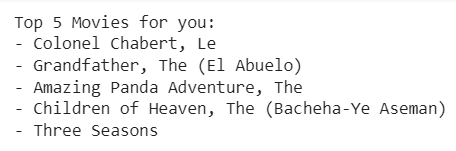 Top 5 Movies for you:
- Colonel Chabert, Le
- Grandfather, The (El Abuelo)
- Amazing Panda Adventure, The
- Children of Heaven, The (Bacheha-Ye Aseman)
- Three Seasons